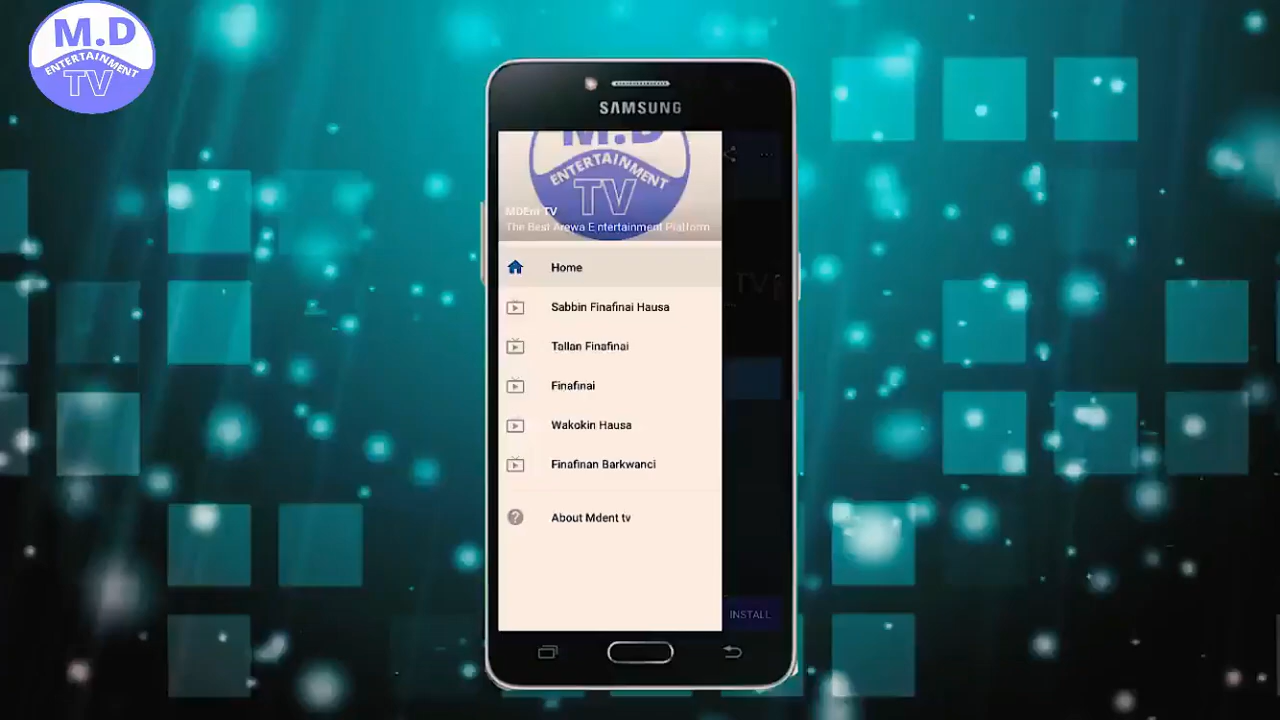 M.D
ENTERTAINMENT
TV
SAMSUNG
M.D
ENTERTAINMENT
TV
MDEnt TV
The Best Arewa Entertainment Platform
Home
Sabbin Finafinai Hausa
Tallan Finafinai
Finafinai
Wakokin Hausa
Finafinan Barkwanci
About Mdent tv
TV
INSTALL